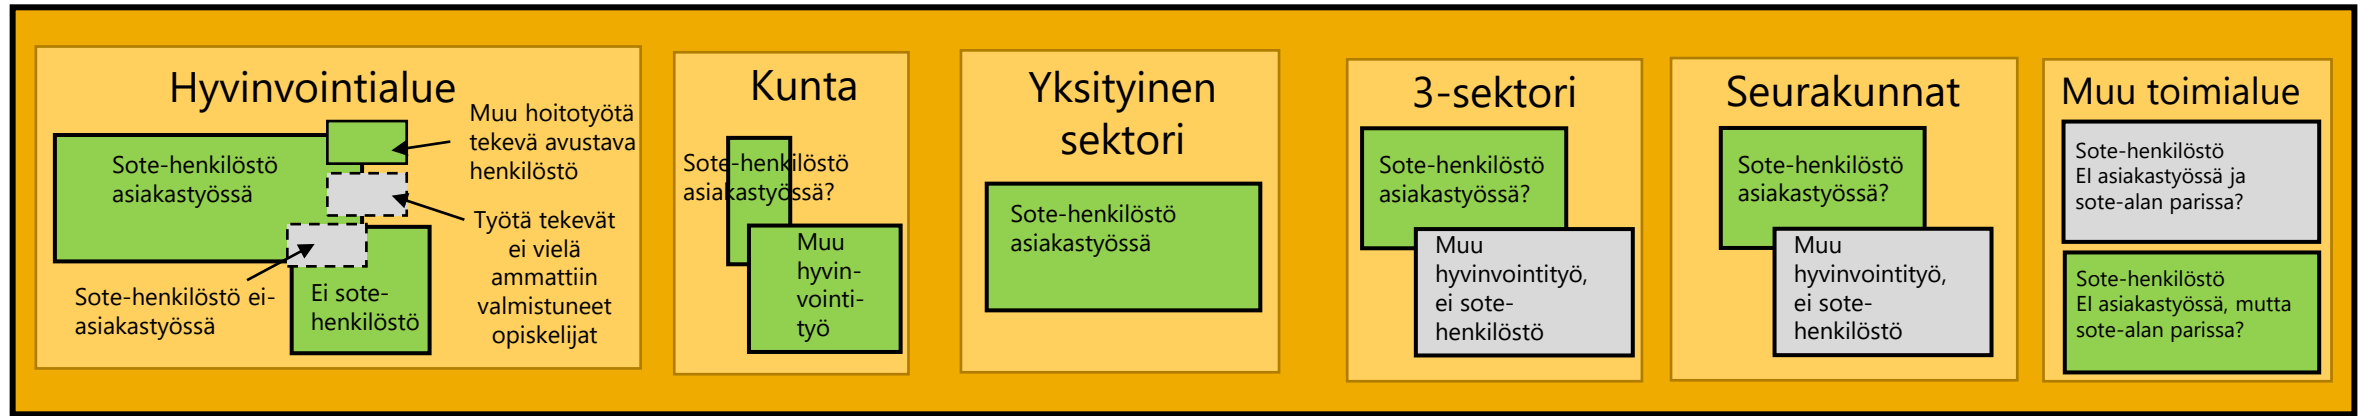 Hyvinvointialue
Sote-henkilöstö
asiakastyössä
Muu hoitotyötä
tekevä avustava
henkilöstö
Työtä tekevät
ei vielä
ammattiin
valmistuneet
opiskelijat
Sote-henkilöstö ei-
asiakastyössä
Ei sote-
henkilöstö
Kunta
Sote-henkilöstö
asiakastyössä?
Muu
hyvin-
vointi-
työ
Yksityinen
sektori
Sote-henkilöstö
asiakastyössä
3-sektori
Sote-henkilöstö
asiakastyössä?
Muu
hyvinvointityö,
ei sote-
henkilöstö
Seurakunnat
Sote-henkilöstö
asiakastyössä?
Muu
hyvinvointityö,
ei sote-
henkilöstö
Muu toimialue
Sote-henkilöstö
EI asiakastyössä ja
sote-alan parissa?
Sote-henkilöstö
EI asiakastyössä, mutta
sote-alan parissa?